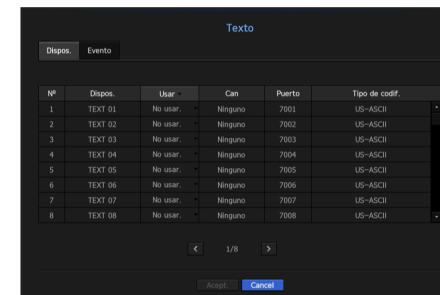 Texto
Dispos. Evento
Nº Dispos. Usar Can Puerto Tipo de codif.
1 TEXT 01 No usar. Ninguno 7001 US-ASCII
2 TEXT 02 No usar. Ninguno 7002 US-ASCII
3 TEXT 03 No usar. Ninguno 7003 US-ASCII
4 TEXT 04 No usar. Ninguno 7004 US-ASCII
5 TEXT 05 No usar. Ninguno 7005 US-ASCII
6 TEXT 06 No usar. Ninguno 7006 US-ASCII
7 TEXT 07 No usar. Ninguno 7007 US-ASCII
8 TEXT 08 No usar. Ninguno 7008 US-ASCII
< 1/8 >
Acept. Cancel